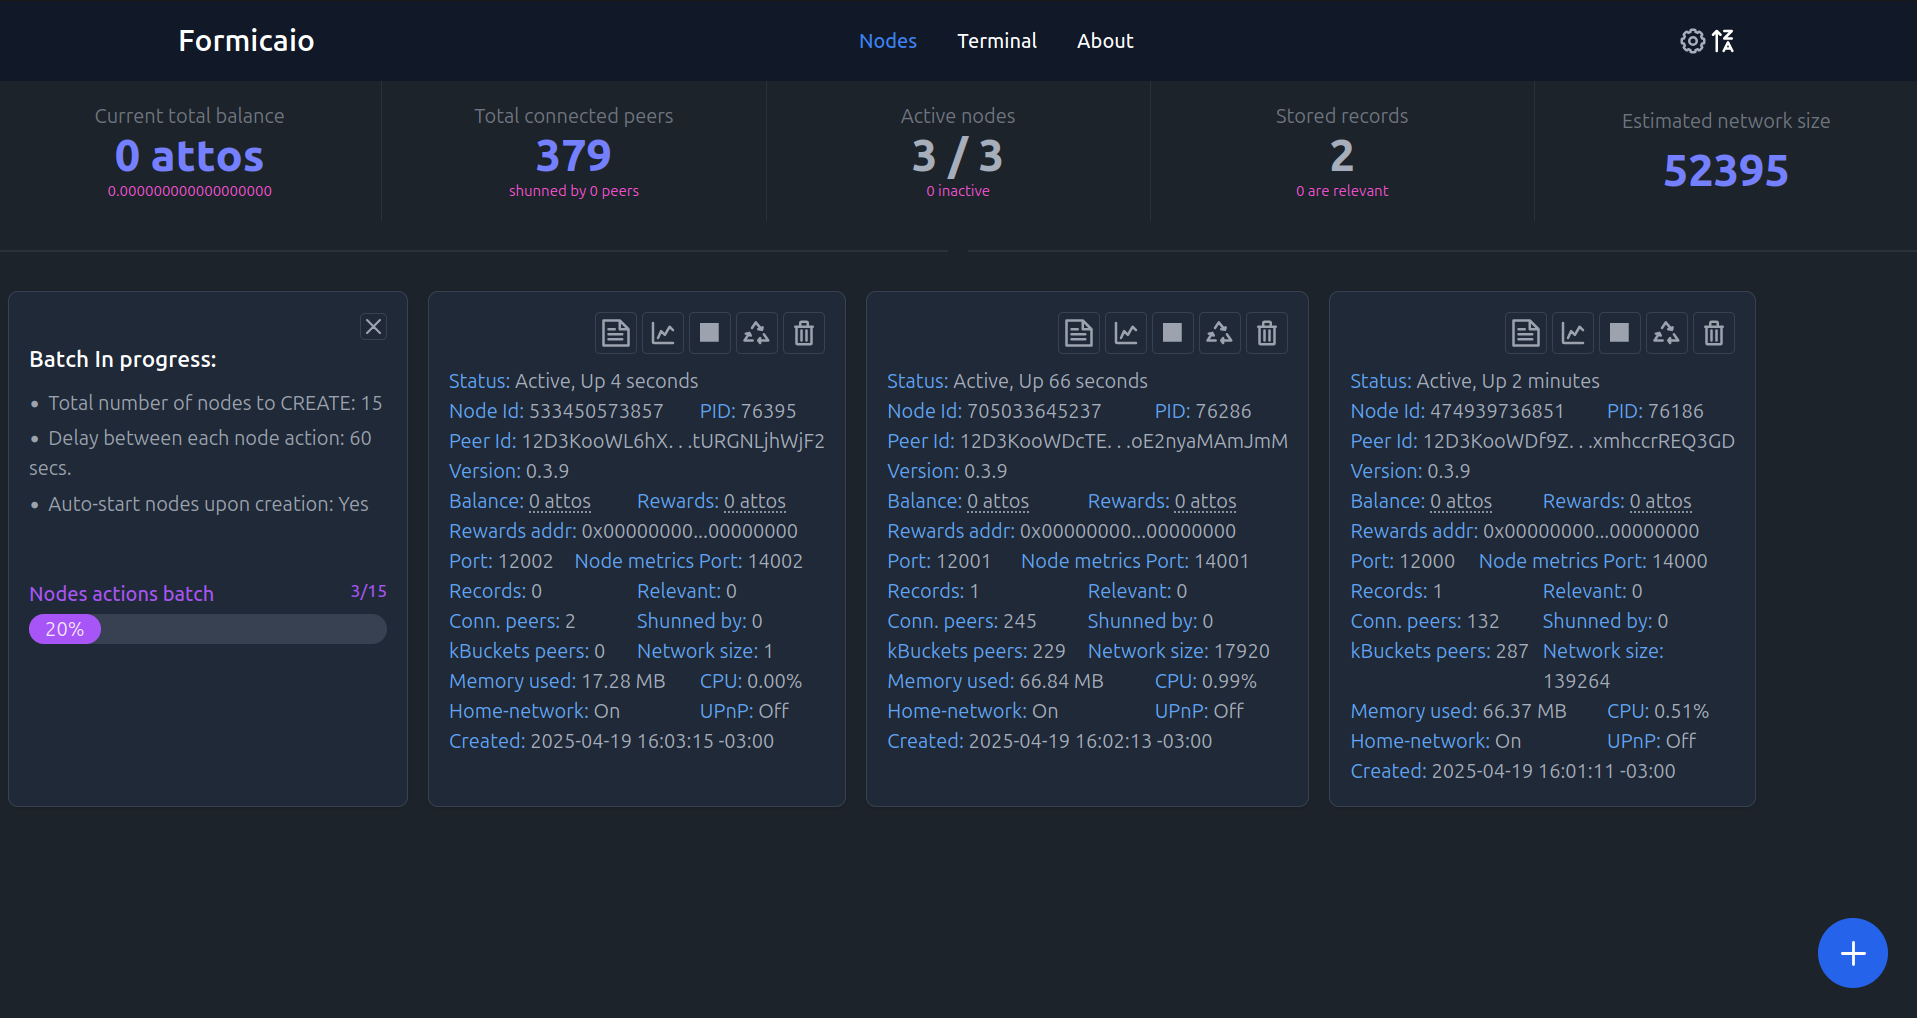 Formicaio
Nodes Terminal About
Current total balance
0 attos
0.000000000000000000
Total connected peers
379
shunned by 0 peers
Active nodes
3 / 3
0 inactive
Stored records
2
0 are relevant
Estimated network size
52395
Batch In progress:
• Total number of nodes to CREATE: 15
• Delay between each node action: 60
secs.
• Auto-start nodes upon creation: Yes
Nodes actions batch 3/15
20%
Status: Active, Up 4 seconds
Node Id: 533450573857 PID: 76395
Peer Id: 12D3KooWL6hX. . .tURGNLjhWjF2
Version: 0.3.9
Balance: 0 attos Rewards: 0 attos
Rewards addr: 0x00000000...00000000
Port: 12002 Node metrics Port: 14002
Records: 0 Relevant: 0
Conn. peers: 2 Shunned by: 0
kBuckets peers: 0 Network size: 1
Memory used: 17.28 MB CPU: 0.00%
Home-network: On UPnP: Off
Created: 2025-04-19 16:03:15 -03:00
Status: Active, Up 66 seconds
Node Id: 705033645237 PID: 76286
Peer Id: 12D3KooWDcTE. . .oE2nyaMAmJmM
Version: 0.3.9
Balance: 0 attos Rewards: 0 attos
Rewards addr: 0x00000000...00000000
Port: 12001 Node metrics Port: 14001
Records: 1 Relevant: 0
Conn. peers: 245 Shunned by: 0
kBuckets peers: 229 Network size: 17920
Memory used: 66.84 MB CPU: 0.99%
Home-network: On UPnP: Off
Created: 2025-04-19 16:02:13 -03:00
Status: Active, Up 2 minutes
Node Id: 474939736851 PID: 76186
Peer Id: 12D3KooWDf9Z. . .xmhccrREQ3GD
Version: 0.3.9
Balance: 0 attos Rewards: 0 attos
Rewards addr: 0x00000000...00000000
Port: 12000 Node metrics Port: 14000
Records: 1 Relevant: 0
Conn. peers: 132 Shunned by: 0
kBuckets peers: 287 Network size:
139264
Memory used: 66.37 MB CPU: 0.51%
Home-network: On UPnP: Off
Created: 2025-04-19 16:01:11 -03:00